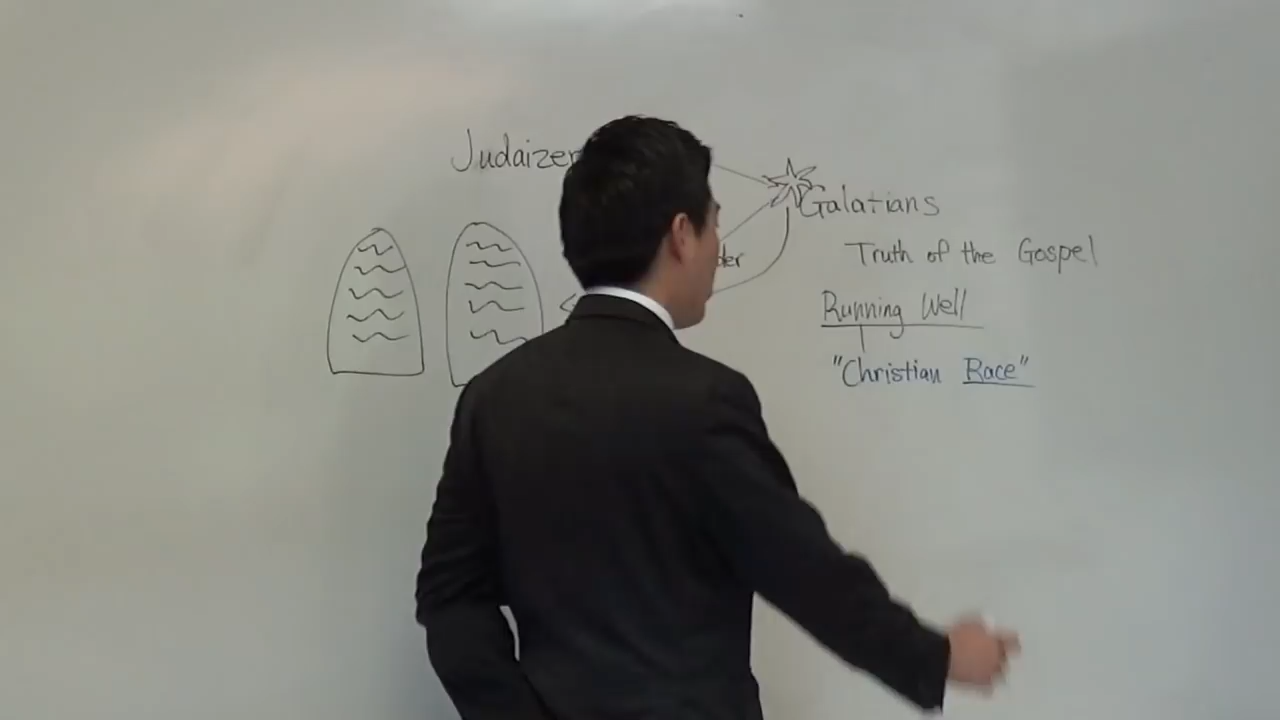 Judaizer
Galatians
Truth of the Gospel
Running Well
"Christian Race"